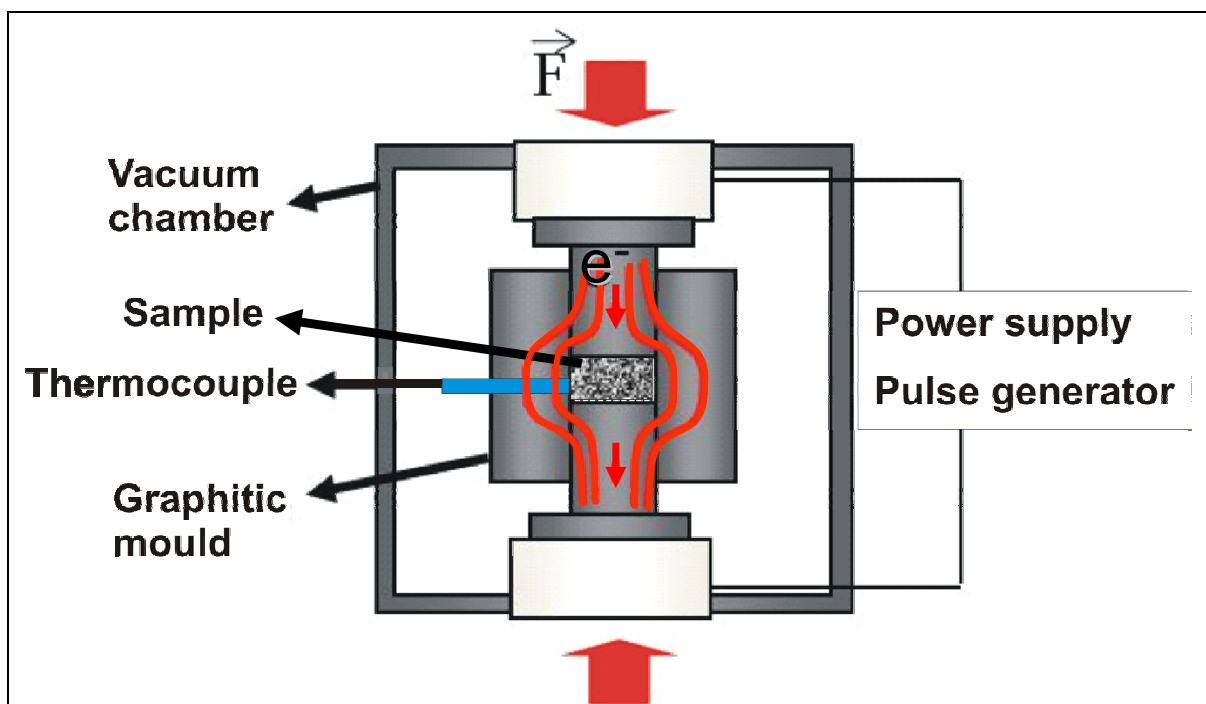 F
Vacuum
chamber
e-
Sample
Power supply
Thermocouple
Pulse generator
Graphitic
mould